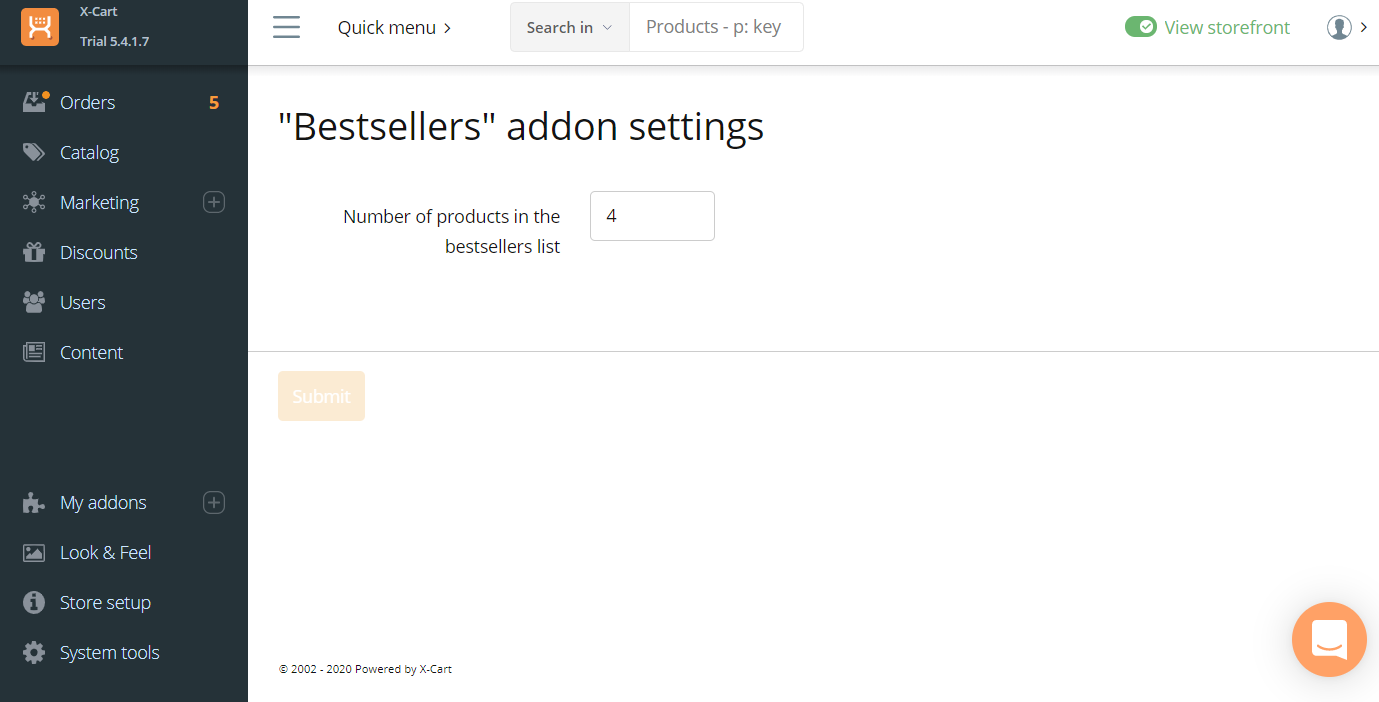 X-Cart
Trial 5.4.1.7
Quick menu
Search in
Products - p: key
View storefront
Orders 5
Catalog
Marketing
Discounts
Users
Content
My addons
Look & Feel
Store setup
System tools
"Bestsellers" addon settings
Number of products in the
bestsellers list
4
Submit
© 2002 - 2020 Powered by X-Cart